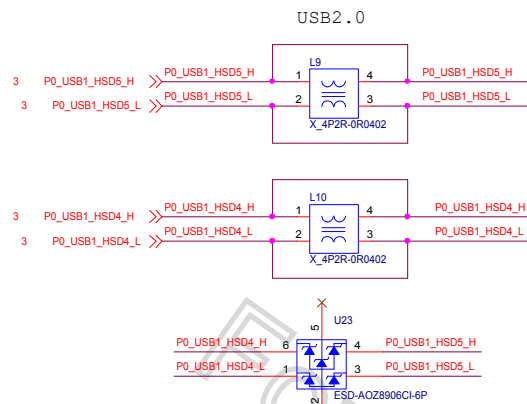 USB2.0
L9
3 P0_USB1_HSD5_H P0_USB1_HSD5_H 1 4 P0_USB1_HSD5_H
3 P0_USB1_HSD5_L P0_USB1_HSD5_L 2 3 P0_USB1_HSD5_L
X_4P2R-0R0402
L10
3 P0_USB1_HSD4_H P0_USB1_HSD4_H 1 4 P0_USB1_HSD4_H
3 P0_USB1_HSD4_L P0_USB1_HSD4_L 2 3 P0_USB1_HSD4_L
X_4P2R-0R0402
5 U23
P0_USB1_HSD4_H 6 4 P0_USB1_HSD5_H
P0_USB1_HSD4_L 1 3 P0_USB1_HSD5_L
2 ESD-AOZ8906CI-6P